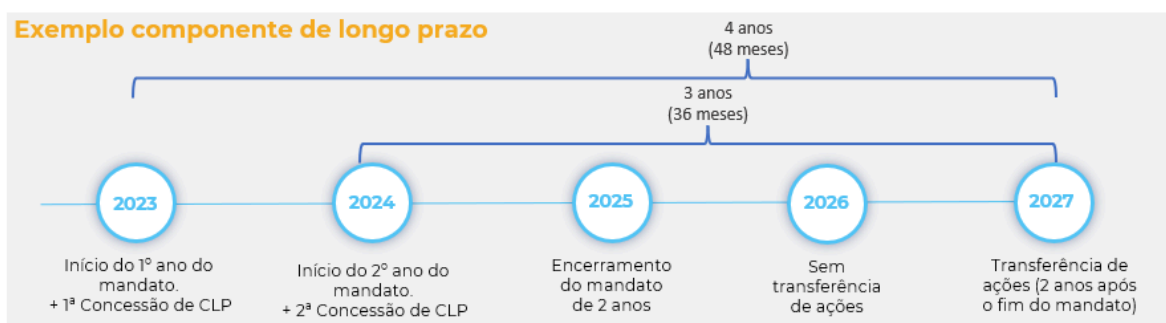 Exemplo componente de longo prazo
4 anos
(48 meses)
3 anos
(36 meses)
2023
2024
2025
2026
2027
Início do 1º ano do
mandato.
+ 1ª Concessão de CLP
Início do 2º ano do
mandato.
+ 2ª Concessão de CLP
Encerramento
do mandato
de 2 anos
Sem
transferência
de ações
Transferência de
ações (2 anos após
o fim do mandato)